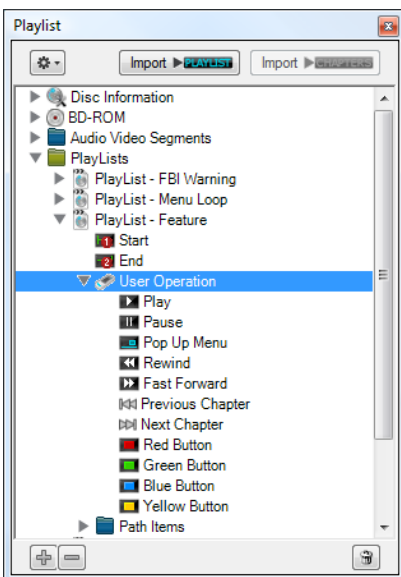 Playlist
Import PLAYLIST Import CHAPTERS
Disc Information
BD-ROM
Audio Video Segments
PlayLists
PlayList - FBI Warning
PlayList - Menu Loop
PlayList - Feature
1 Start
2 End
User Operation
Play
Pause
Pop Up Menu
Rewind
Fast Forward
Previous Chapter
Next Chapter
Red Button
Green Button
Blue Button
Yellow Button
Path Items